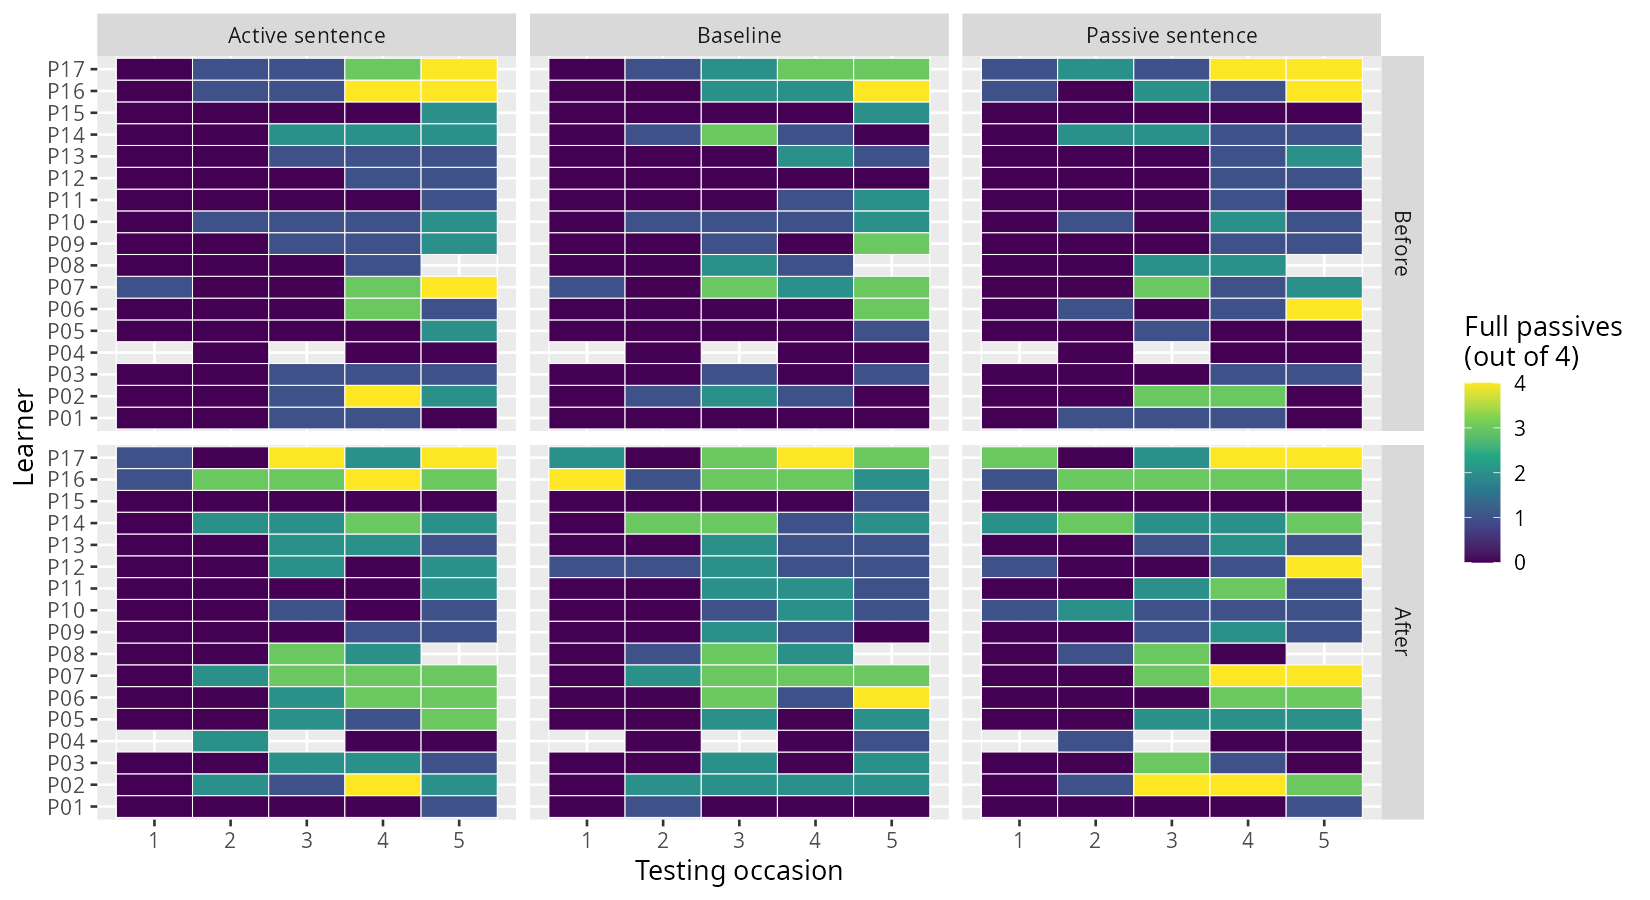 Active sentence
Baseline
Passive sentence
P17
P16
P15
P14
P13
P12
P11
P10
P09
P08
P07
P06
P05
P04
P03
P02
P01
Before
P17
P16
P15
P14
P13
P12
P11
P10
P09
P08
P07
P06
P05
P04
P03
P02
P01
After
Learner
1 2 3 4 5
1 2 3 4 5
1 2 3 4 5
Testing occasion
Full passives
(out of 4)
4
3
2
1
0